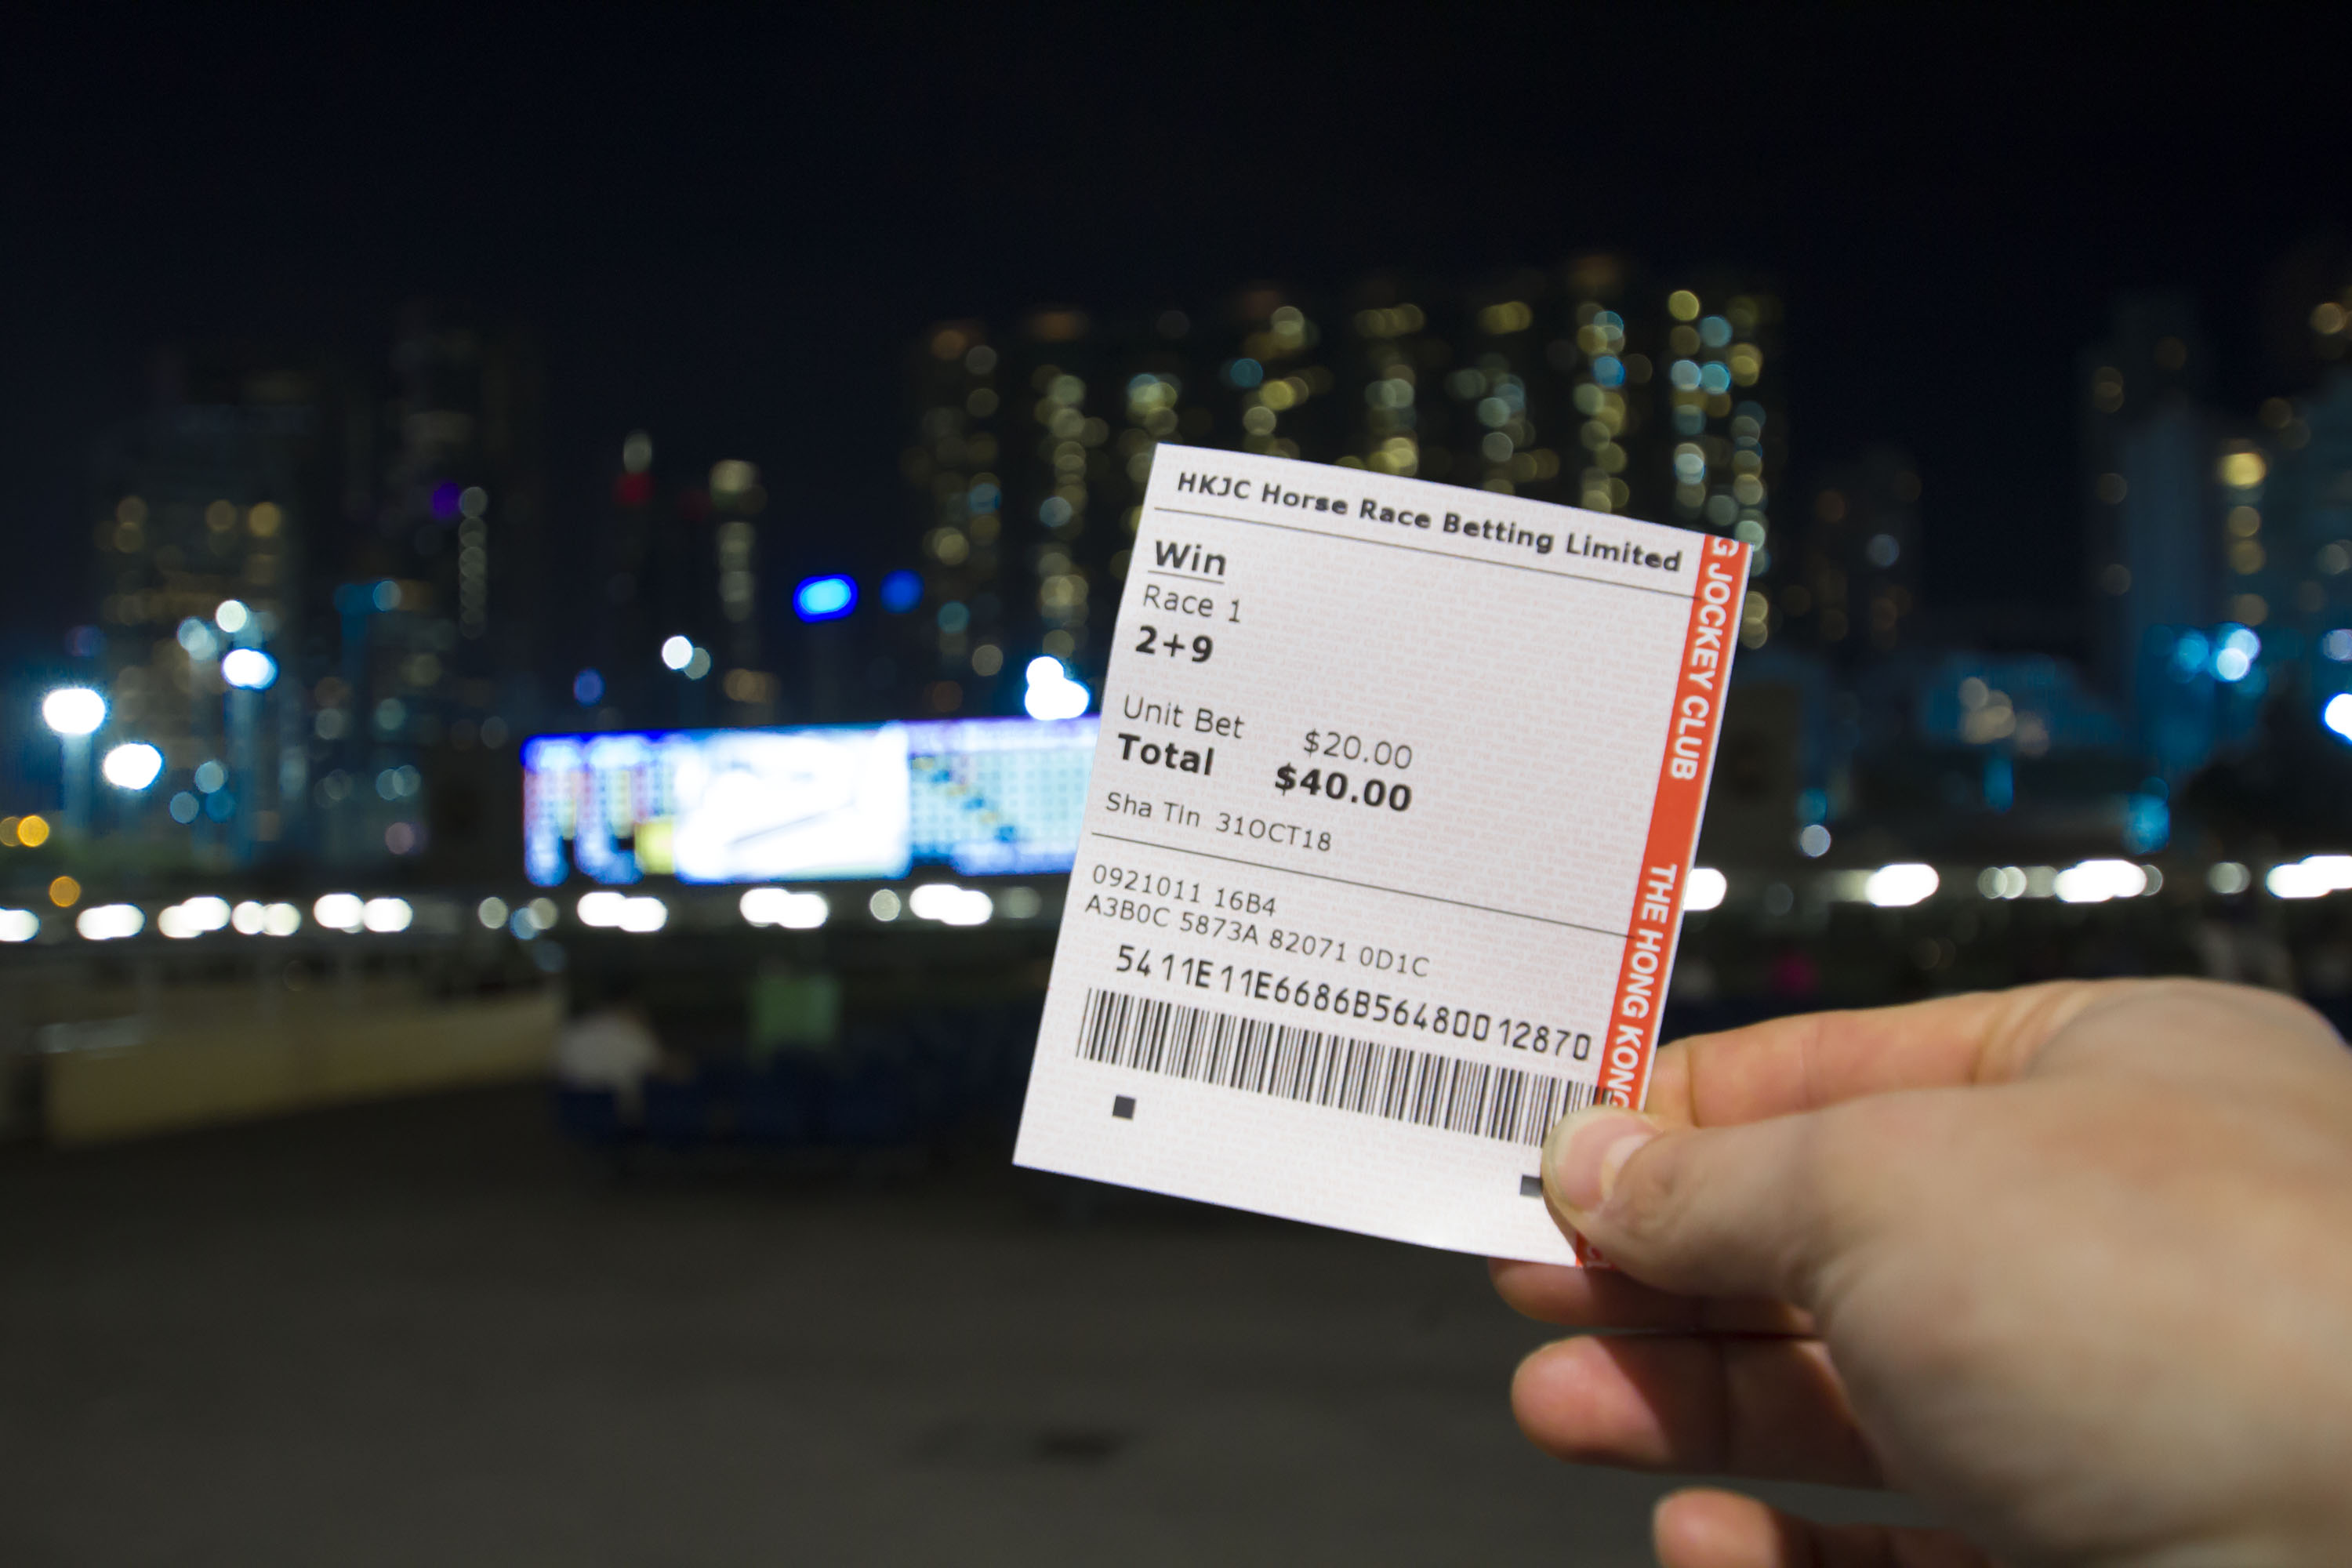 HKJC Horse Race Betting Limited
Win
Race 1
2+9
Unit Bet $20.00
Total $40.00
Sha Tin 31OCT18
0921011 16B4
A3B0C 5873A 82071 0D1C
5411E11E6686B56480012870
G JOCKEY CLUB THE HONG KONG